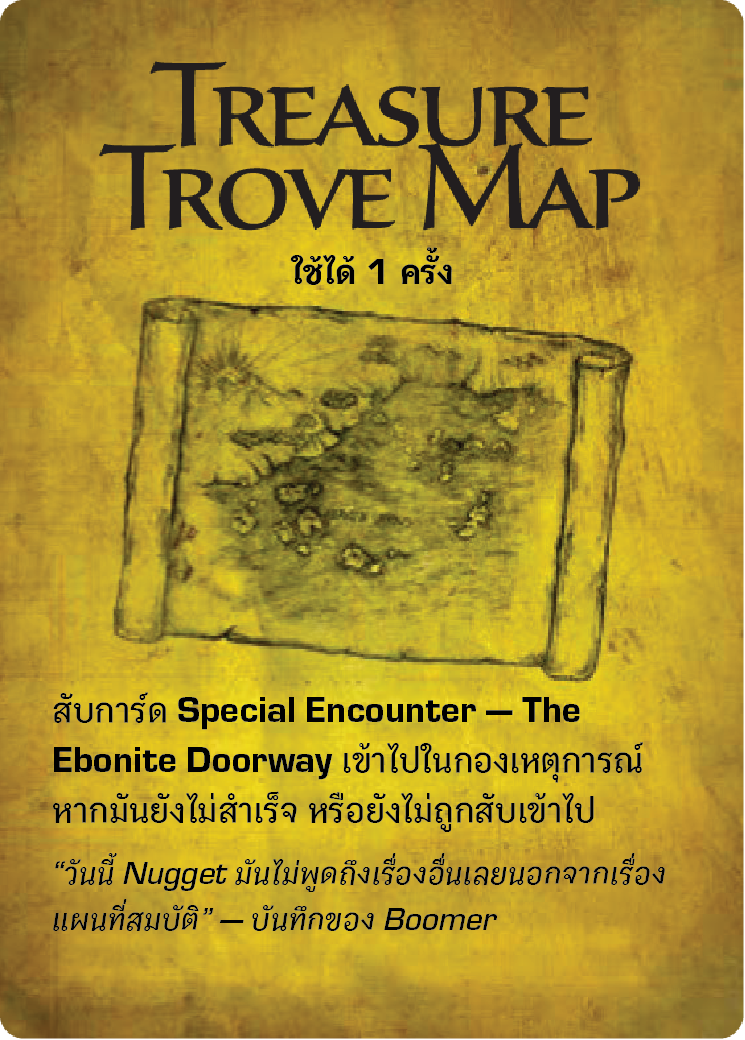 TREASURE
TROVE MAP
ใช้ได้ 1 ครั้ง
สับการ์ด Special Encounter — The
Ebonite Doorway เข้าไปในกองเหตุการณ์
หากมันยังไม่สำเร็จ หรือยังไม่ถูกสับเข้าไป
“วันนี้ Nugget มันไม่พูดถึงเรื่องอื่นเลยนอกจากเรื่อง
แผนที่สมบัติ” — บันทึกของ Boomer